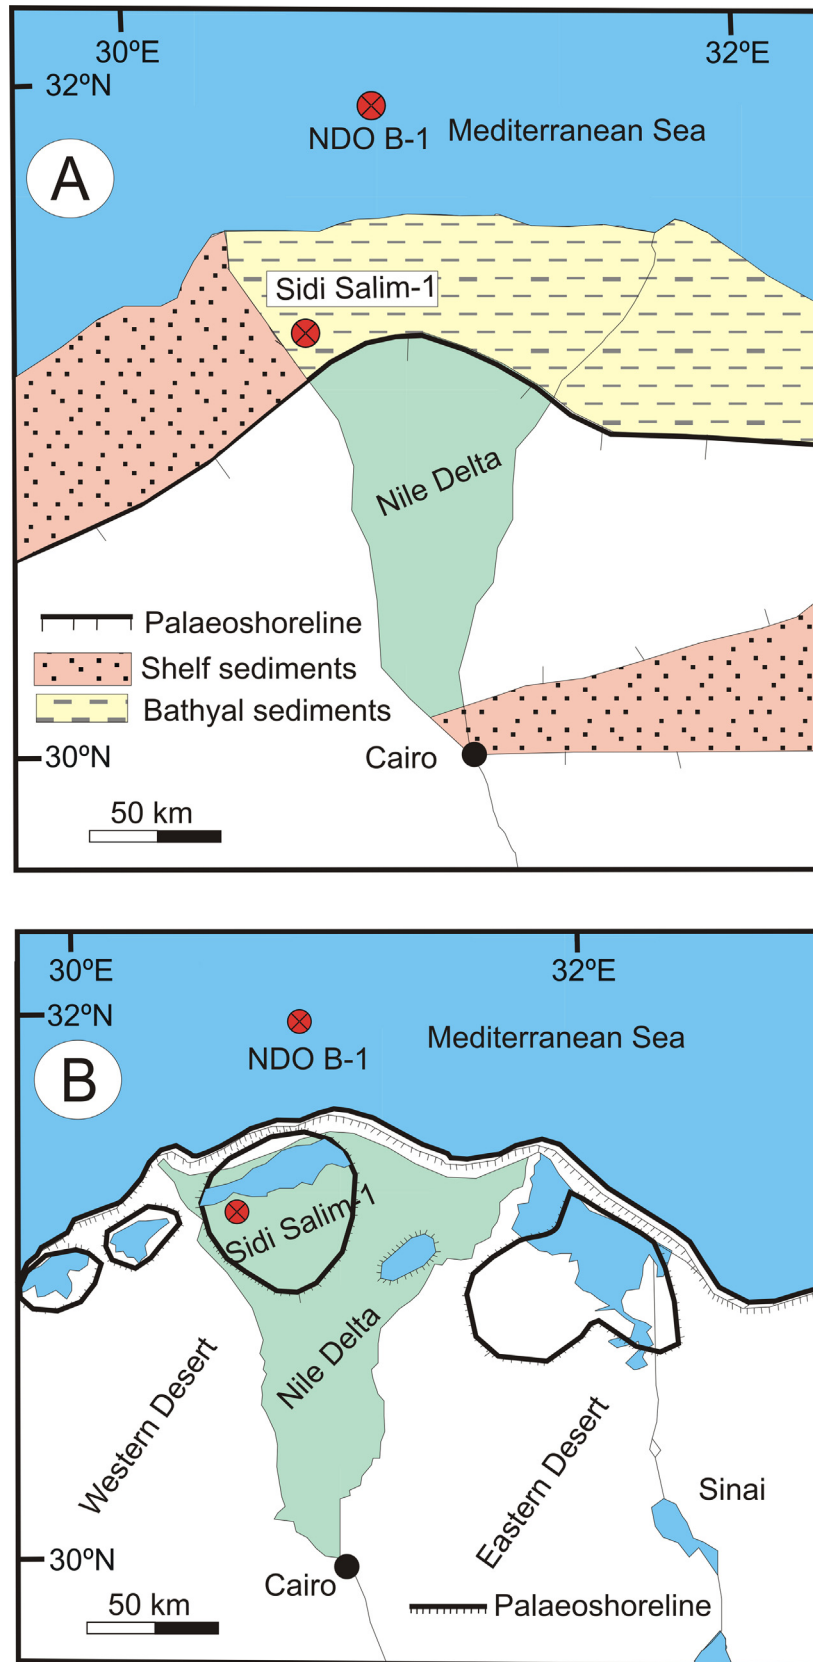 30ºE
32ºE
32ºN
NDO B-1
Mediterranean Sea
A
Sidi Salim-1
Nile Delta
Palaeoshoreline
Shelf sediments
Bathyal sediments
30ºN
Cairo
50 km
30ºE
32ºE
32ºN
NDO B-1
Mediterranean Sea
B
Sidi Salim-1
Nile Delta
Western Desert
Eastern Desert
Sinai
30ºN
Cairo
Palaeoshoreline
50 km